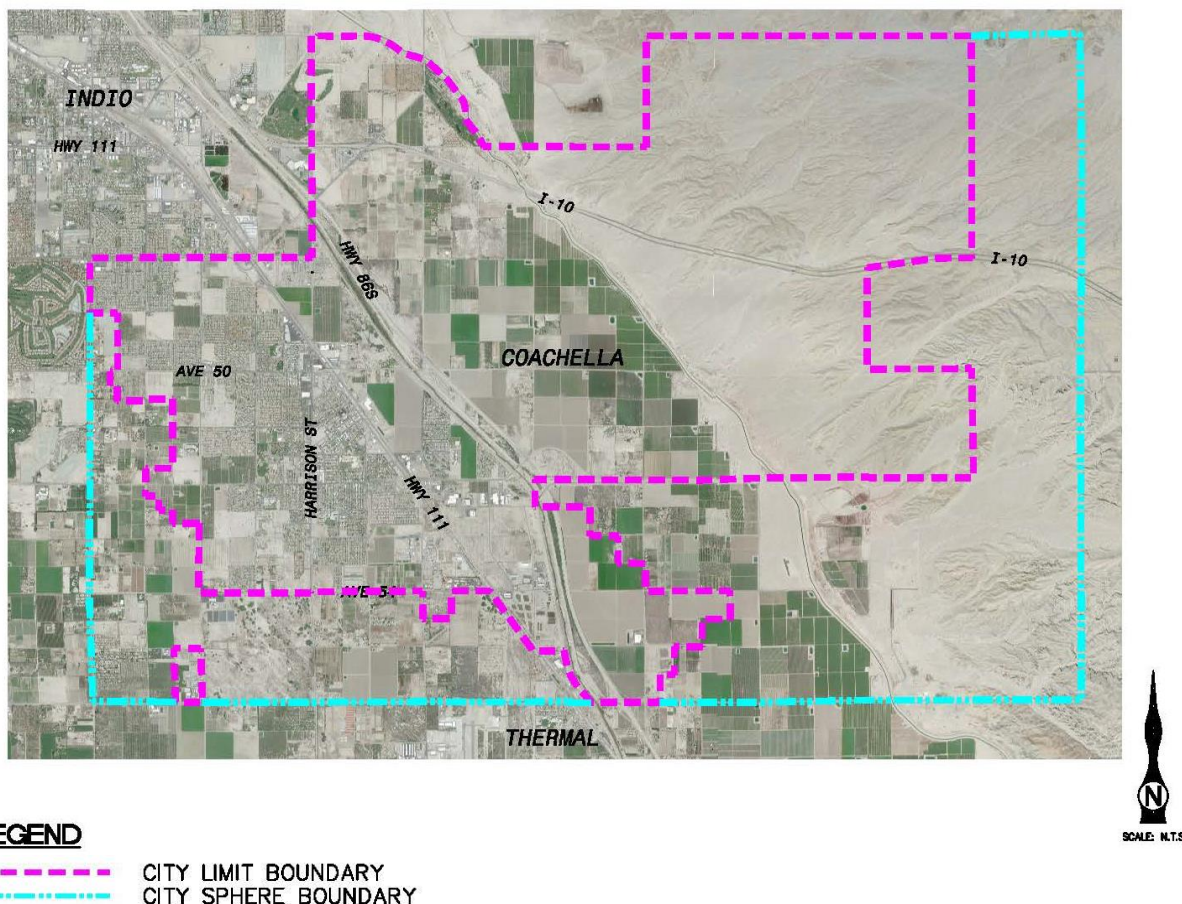 INDIO
HWY 111
I-10
HWY 86S
I-10
COACHELLA
AVE 50
HARRISON ST
HWY 111
THERMAL
N
SCALE: N.T.S
EGEND
CITY LIMIT BOUNDARY
CITY SPHERE BOUNDARY